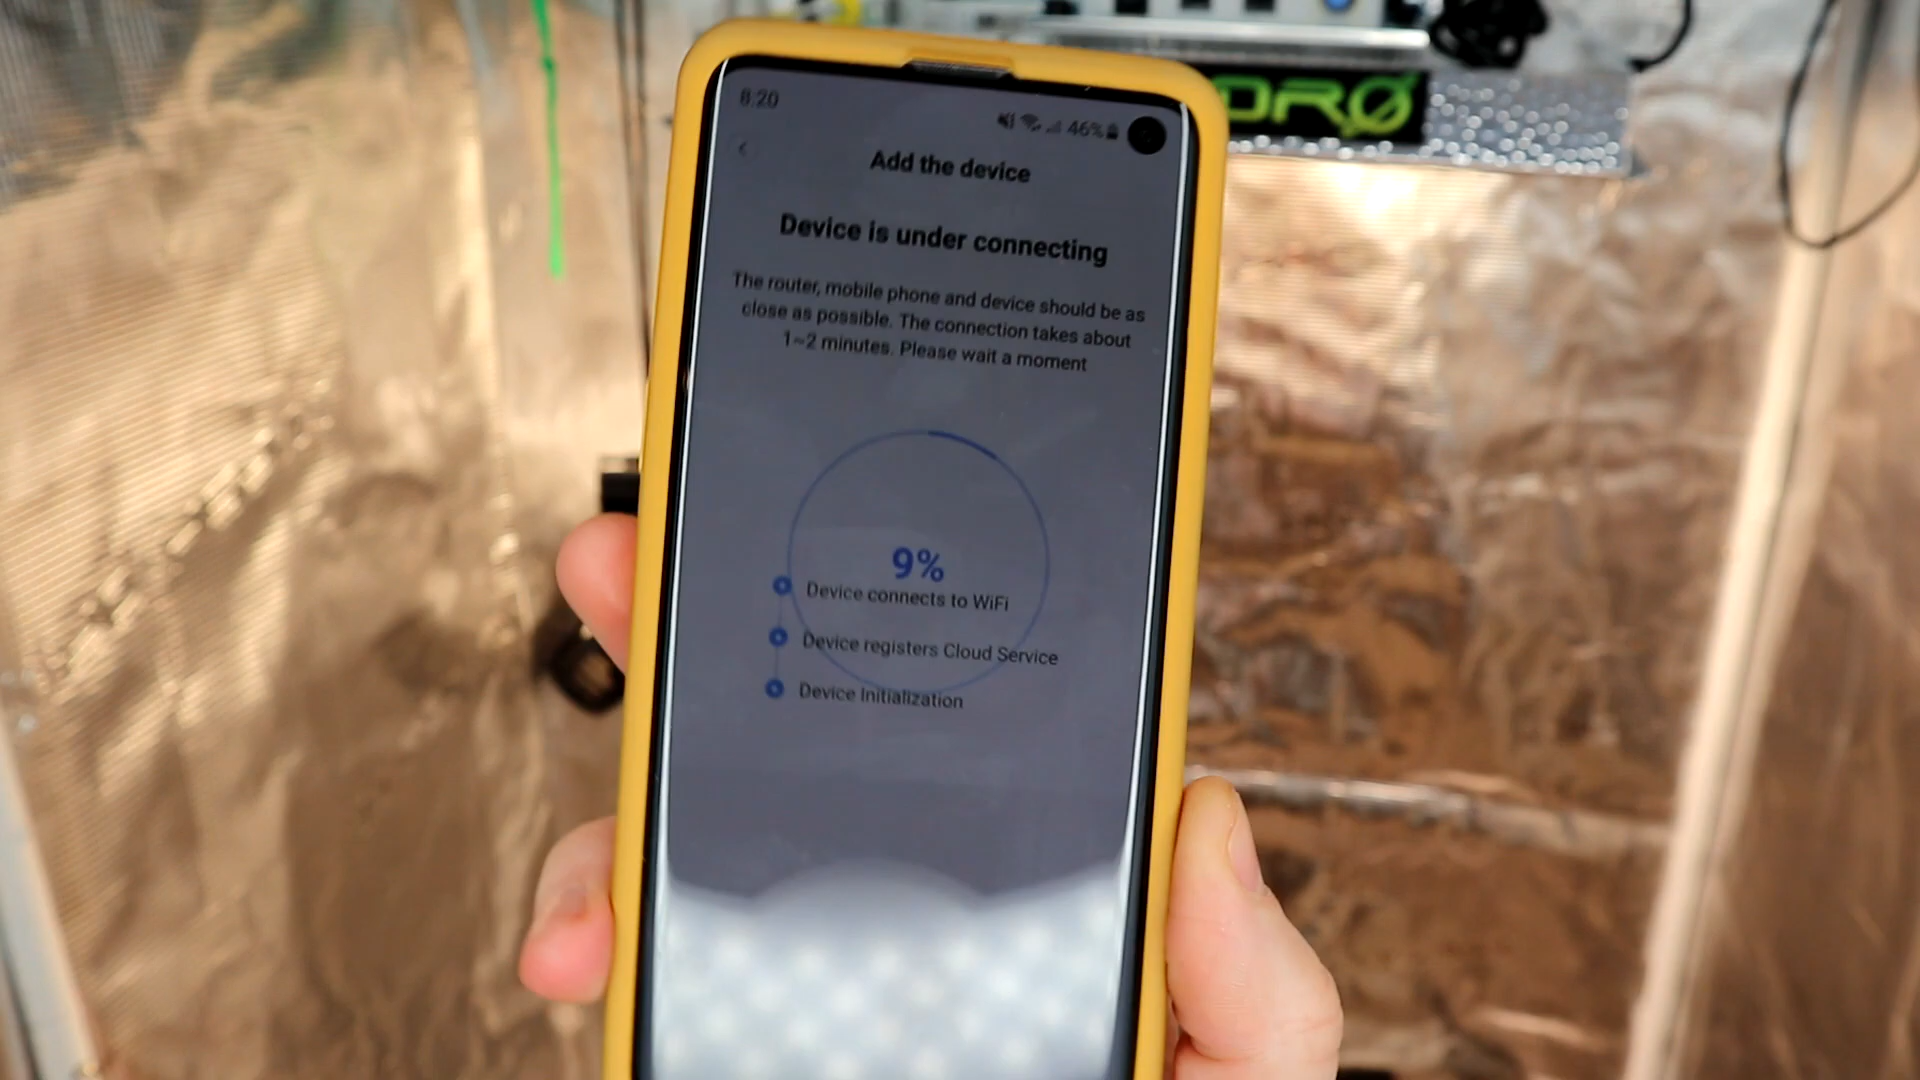 8:20
46%
Add the device
Device is under connecting
The router, mobile phone and device should be as
close as possible. The connection takes about
1~2 minutes. Please wait a moment
9%
Device connects to WiFi
Device registers Cloud Service
Device Initialization
DRØ